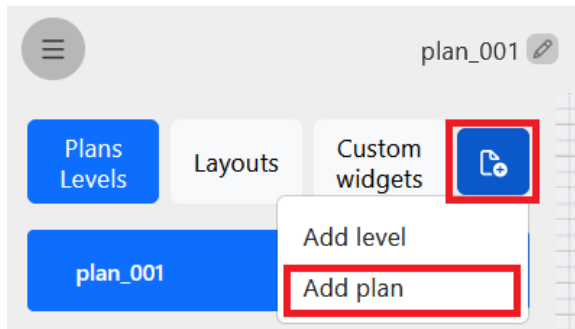 plan_001
Plans
Levels
Layouts
Custom
widgets
Add level
Add plan
plan_001